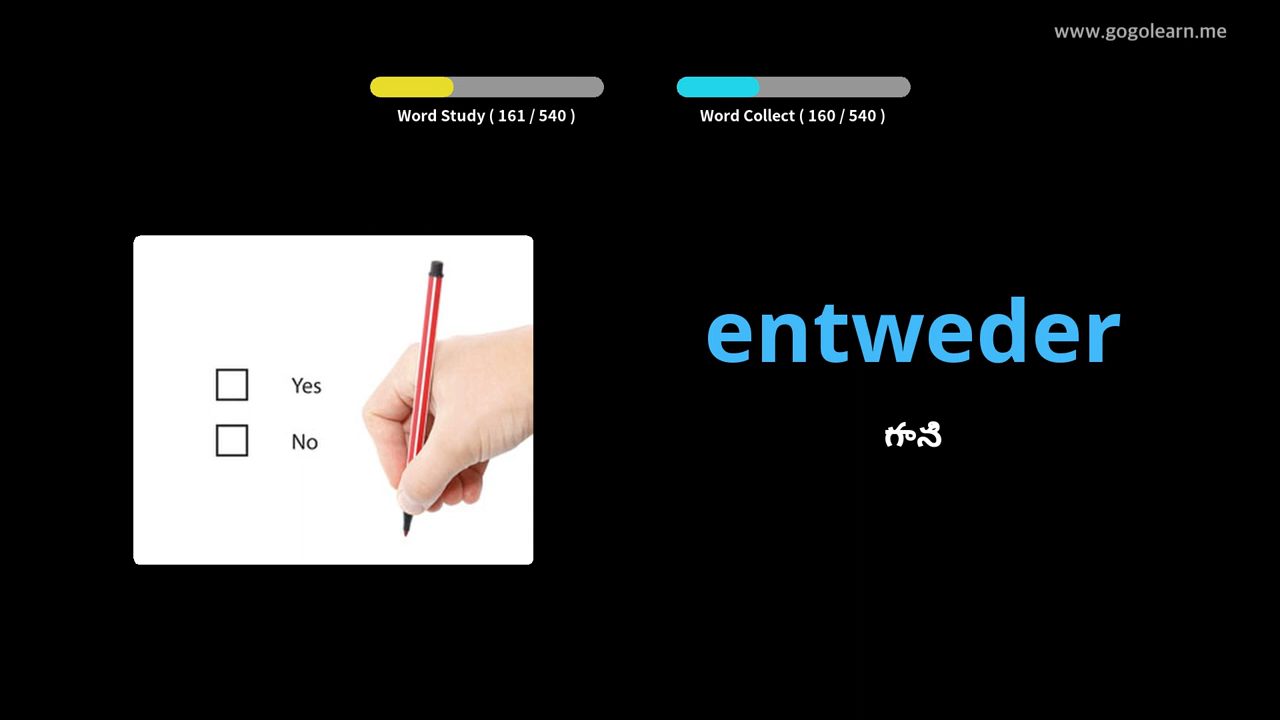 www.gogolearn.me
Word Study ( 161 / 540 )
Word Collect ( 160 / 540 )
Yes
No
entweder
గానీ